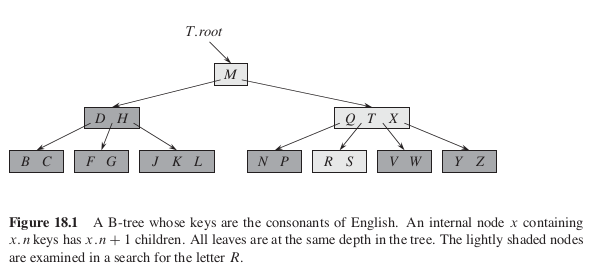 T.root
M
D H
Q T X
B C
F G
J K L
N P
R S
V W
Y Z
Figure 18.1 A B-tree whose keys are the consonants of English. An internal node x containing
x.n keys has x.n + 1 children. All leaves are at the same depth in the tree. The lightly shaded nodes
are examined in a search for the letter R.